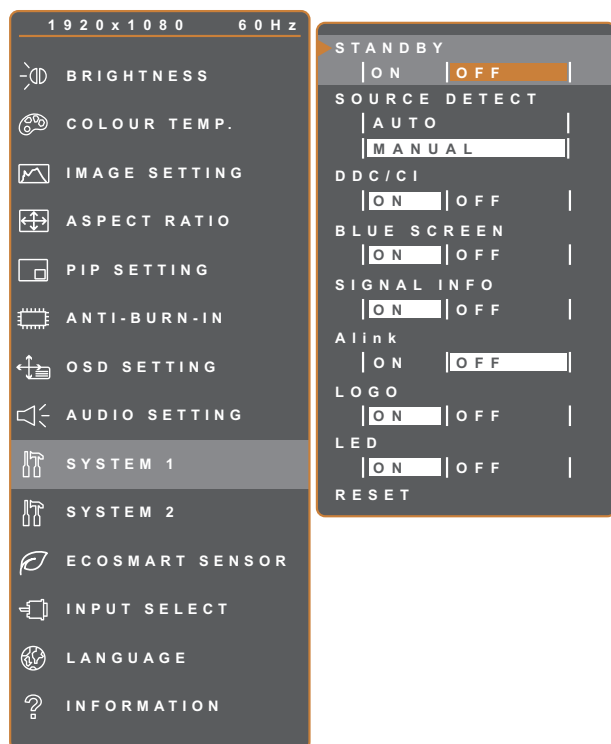 1920x1080 60Hz
BRIGHTNESS
COLOUR TEMP.
IMAGE SETTING
ASPECT RATIO
PIP SETTING
ANTI-BURN-IN
OSD SETTING
AUDIO SETTING
SYSTEM 1
SYSTEM 2
ECOSMART SENSOR
INPUT SELECT
LANGUAGE
INFORMATION
STANDBY
ON OFF
SOURCE DETECT
AUTO
MANUAL
DDC/CI
ON OFF
BLUE SCREEN
ON OFF
SIGNAL INFO
ON OFF
Alink
ON OFF
LOGO
ON OFF
LED
ON OFF
RESET